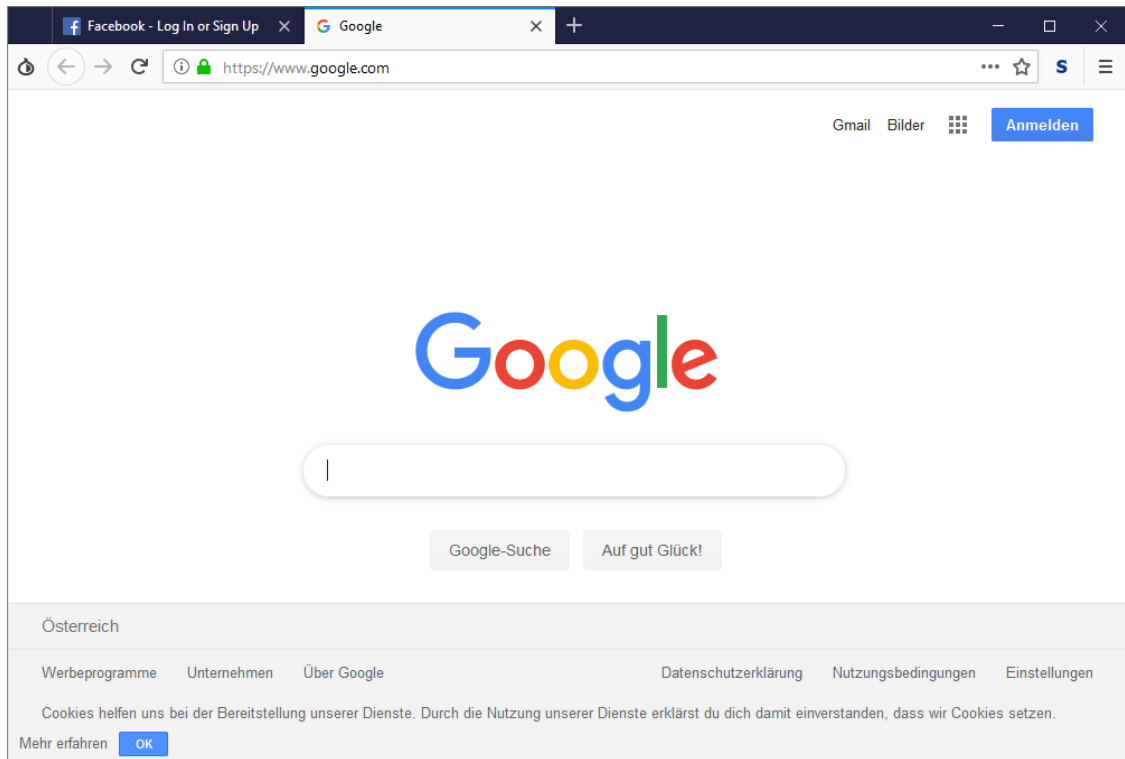 Facebook - Log In or Sign Up
Google
https://www.google.com
S
Gmail Bilder Anmelden
Google
Google-Suche Auf gut Glück!
Österreich
Werbeprogramme Unternehmen Über Google Datenschutzerklärung Nutzungsbedingungen Einstellungen
Cookies helfen uns bei der Bereitstellung unserer Dienste. Durch die Nutzung unserer Dienste erklärst du dich damit einverstanden, dass wir Cookies setzen.
Mehr erfahren OK